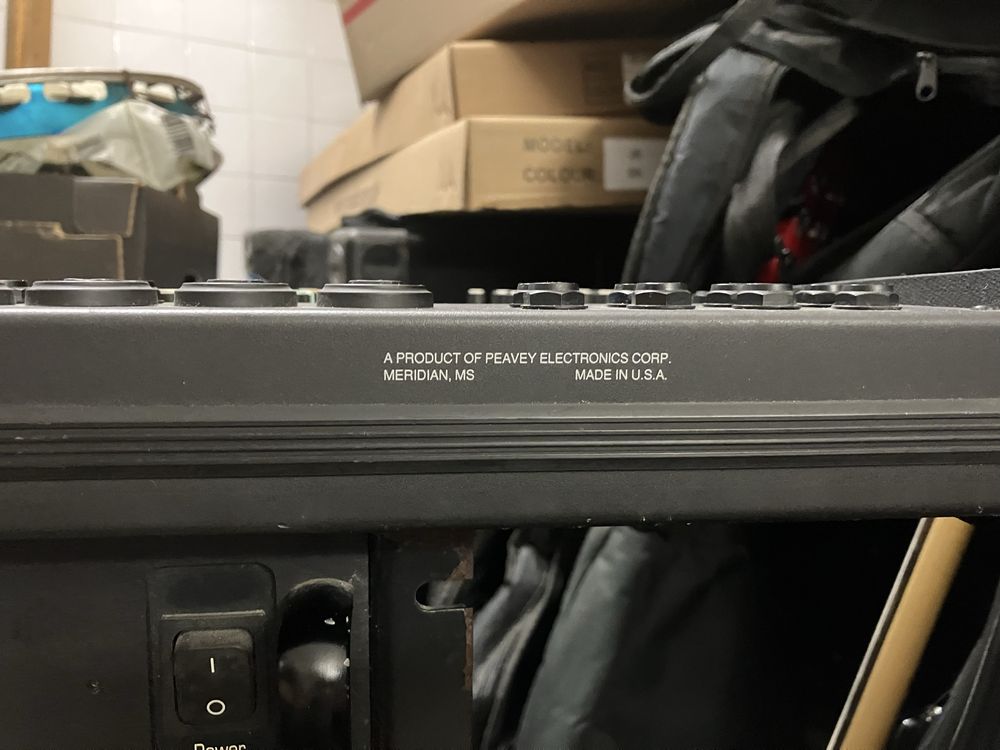 MODEL:
COLOUR:
A PRODUCT OF PEAVEY ELECTRONICS CORP.
MERIDIAN, MS MADE IN U.S.A.
I
O
Power